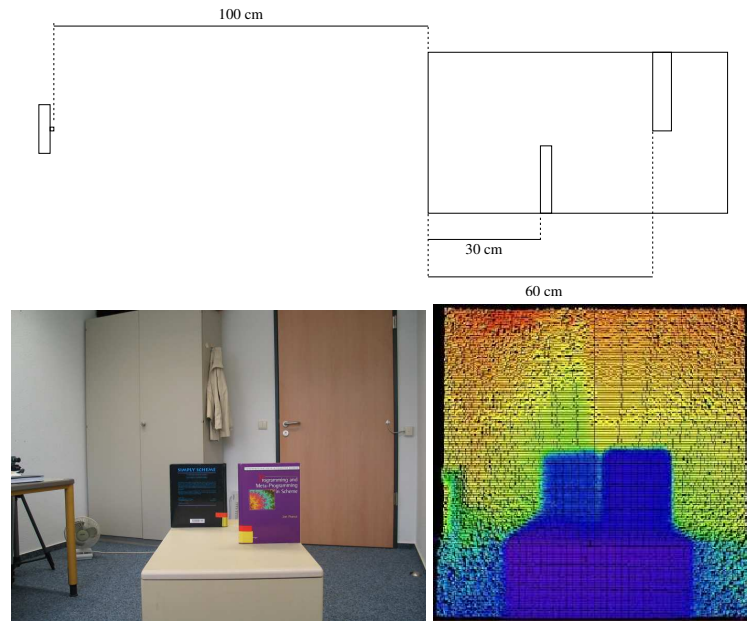 100 cm
30 cm
60 cm
SIMPLY SCHEME
Programming and
Meta-Programming
in Scheme